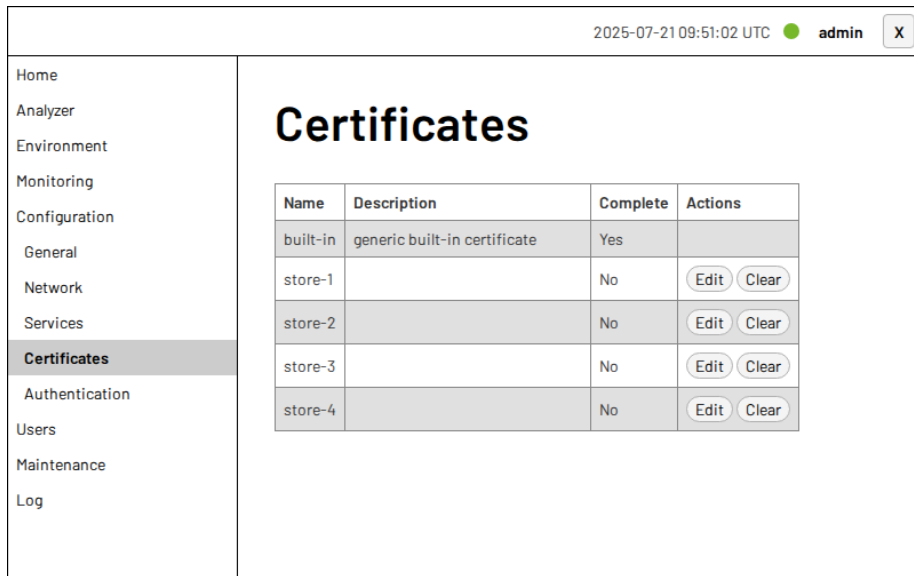 2025-07-21 09:51:02 UTC admin X
Home
Analyzer
Environment
Monitoring
Configuration
General
Network
Services
Certificates
Authentication
Users
Maintenance
Log
Certificates
Name Description Complete Actions
built-in generic built-in certificate Yes
store-1 No Edit Clear
store-2 No Edit Clear
store-3 No Edit Clear
store-4 No Edit Clear